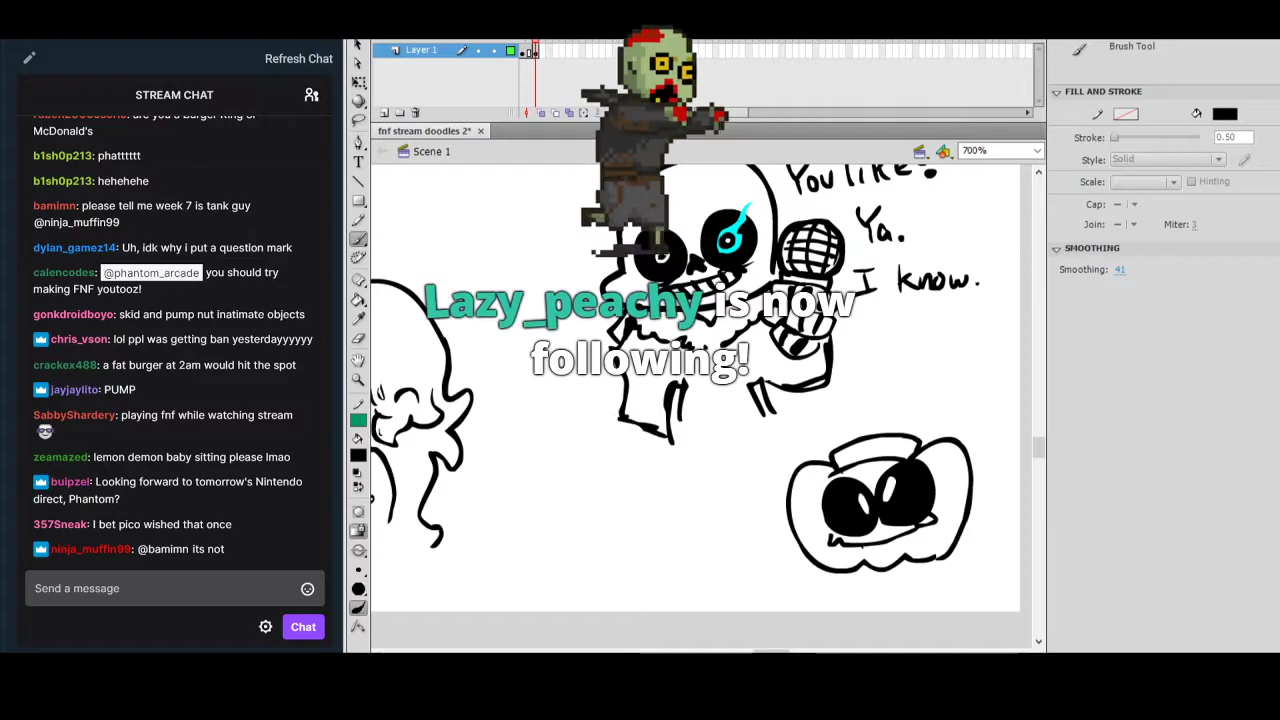 Refresh Chat
STREAM CHAT
McDonald's
b1sh0p213: phatttttt
b1sh0p213: hehehehe
bamimn: please tell me week 7 is tank guy
@ninja_muffin99
dylan_gamez14: Uh, idk why i put a question mark
calencodes: @phantom_arcade you should try
making FNF youtooz!
gonkdroidboyo: skid and pump nut inatimate objects
chris_vson: lol ppl was getting ban yesterdayyyyyy
crackex488: a fat burger at 2am would hit the spot
jayjaylito: PUMP
SabbyShardery: playing fnf while watching stream
zeamazed: lemon demon baby sitting please lmao
buipzel: Looking forward to tomorrow's Nintendo
direct, Phantom?
357Sneak: I bet pico wished that once
ninja_muffin99: @bamimn its not
Send a message
Chat
Layer 1
fnf stream doodles 2*
Scene 1
700%
You like?
Ya.
I know.
Lazy_peachy is now
following!
Brush Tool
FILL AND STROKE
Stroke: 0.50
Style: Solid
Scale: Hinting
Cap:
Join: Miter: 3
SMOOTHING
Smoothing: 41